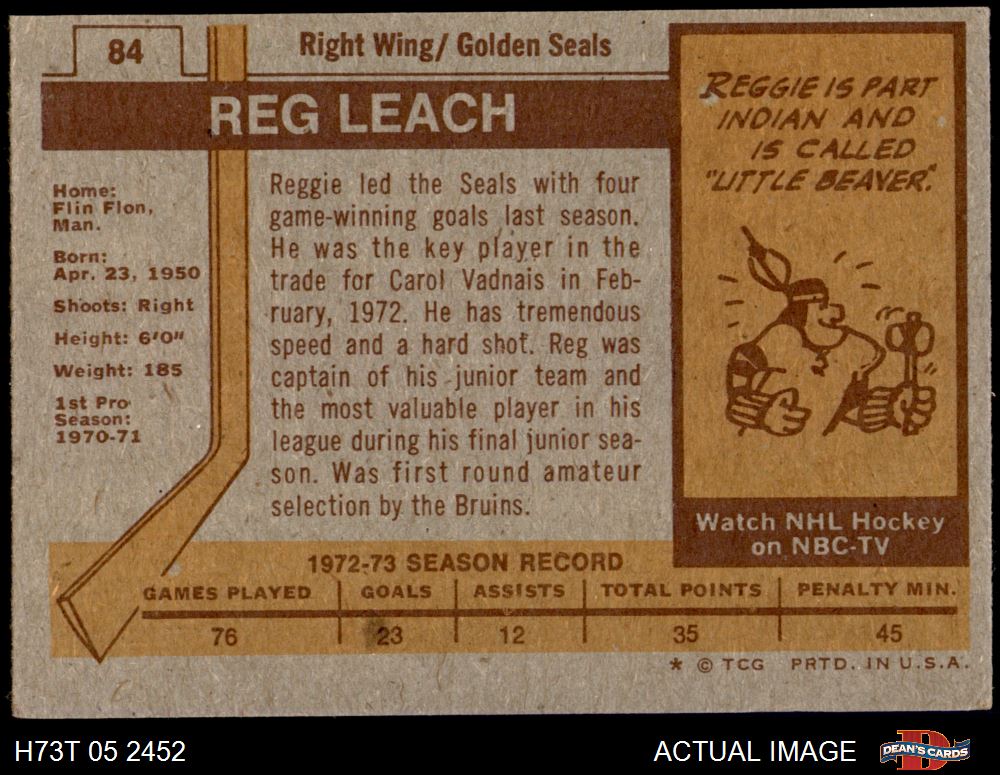 84
Right Wing/ Golden Seals
REG LEACH
Home:
Flin Flon,
Man.
Born:
Apr. 23, 1950
Shoots: Right
Height: 6'0"
Weight: 185
1st Pro
Season:
1970-71
Reggie led the Seals with four
game-winning goals last season.
He was the key player in the
trade for Carol Vadnais in Feb-
ruary, 1972. He has tremendous
speed and a hard shot. Reg was
captain of his junior team and
the most valuable player in his
league during his final junior sea-
son. Was first round amateur
selection by the Bruins.
REGGIE IS PART
INDIAN AND
IS CALLED
"LITTLE BEAVER."
Watch NHL Hockey
on NBC-TV
1972-73 SEASON RECORD
GAMES PLAYED GOALS ASSISTS TOTAL POINTS PENALTY MIN.
76 23 12 35 45
* © TCG PRTD. IN U.S.A.
H73T 05 2452
ACTUAL IMAGE
D
DEAN'S CARDS